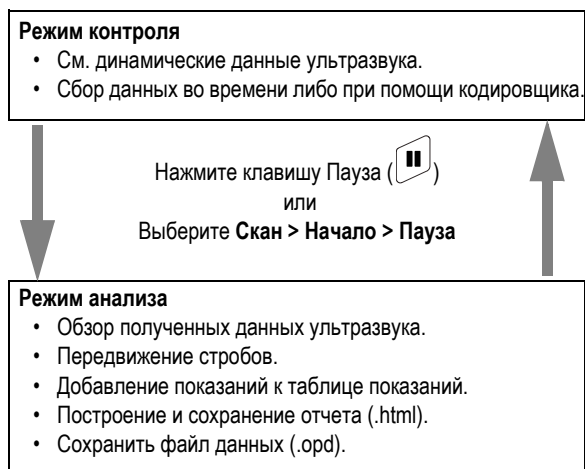 Режим контроля
• См. динамические данные ультразвука.
• Сбор данных во времени либо при помощи кодировщика.
Нажмите клавишу Пауза ( )
или
Выберите Скан > Начало > Пауза
Режим анализа
• Обзор полученных данных ультразвука.
• Передвижение стробов.
• Добавление показаний к таблице показаний.
• Построение и сохранение отчета (.html).
• Сохранить файл данных (.opd).